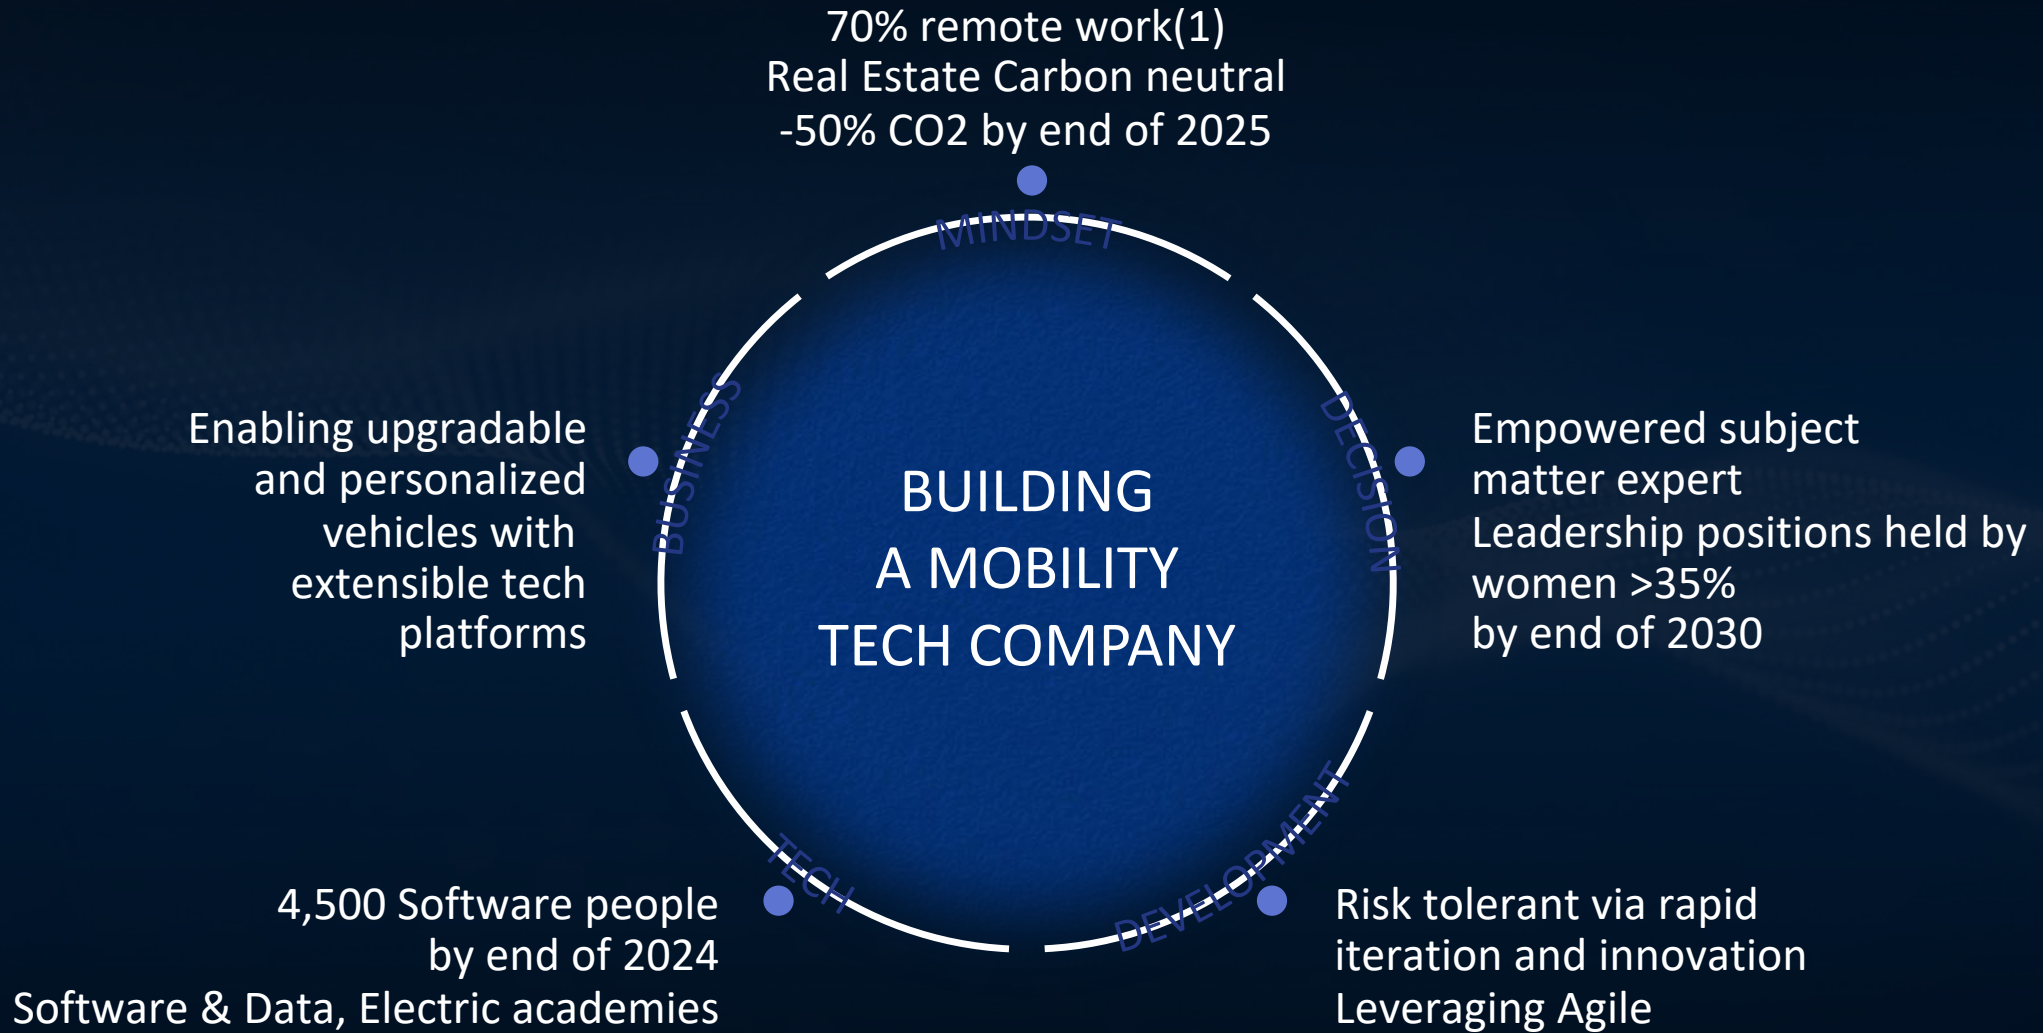 70% remote work(1)
Real Estate Carbon neutral
-50% CO2 by end of 2025
MINDSET
BUSINESS
Enabling upgradable
and personalized
vehicles with
extensible tech
platforms
BUILDING
A MOBILITY
TECH COMPANY
DECISION
Empowered subject
matter expert
Leadership positions held by
women >35%
by end of 2030
TECH
4,500 Software people
by end of 2024
Software & Data, Electric academies
DEVELOPMENT
Risk tolerant via rapid
iteration and innovation
Leveraging Agile